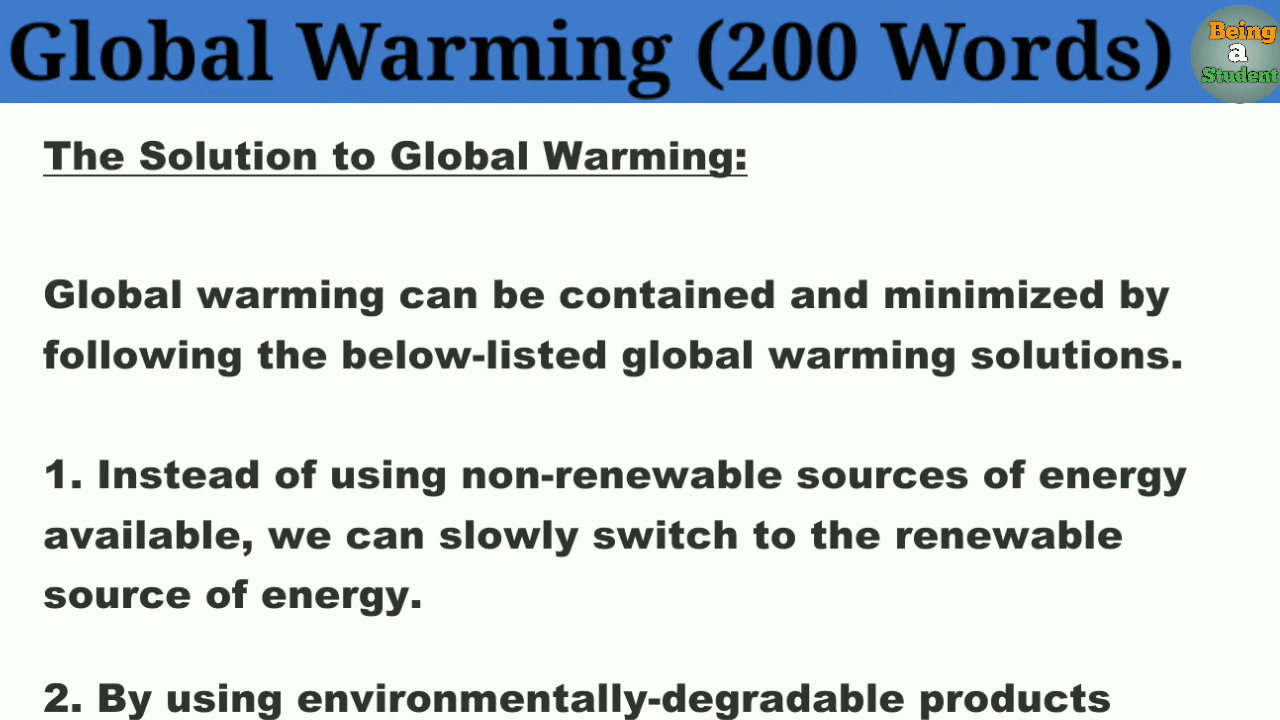 Global Warming (200 Words)
Being
a
Student
The Solution to Global Warming:
Global warming can be contained and minimized by
following the below-listed global warming solutions.
1. Instead of using non-renewable sources of energy
available, we can slowly switch to the renewable
source of energy.
2. By using environmentally-degradable products